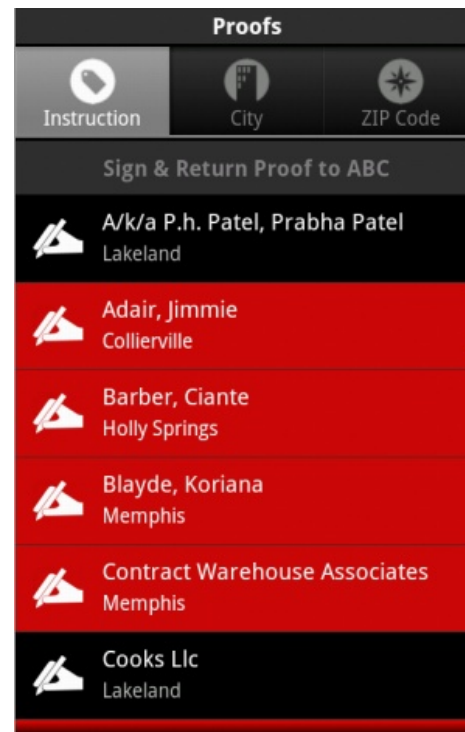 Proofs
Instruction
City
ZIP Code
Sign & Return Proof to ABC
A/k/a P.h. Patel, Prabha Patel
Lakeland
Adair, Jimmie
Collierville
Barber, Ciante
Holly Springs
Blayde, Koriana
Memphis
Contract Warehouse Associates
Memphis
Cooks Llc
Lakeland